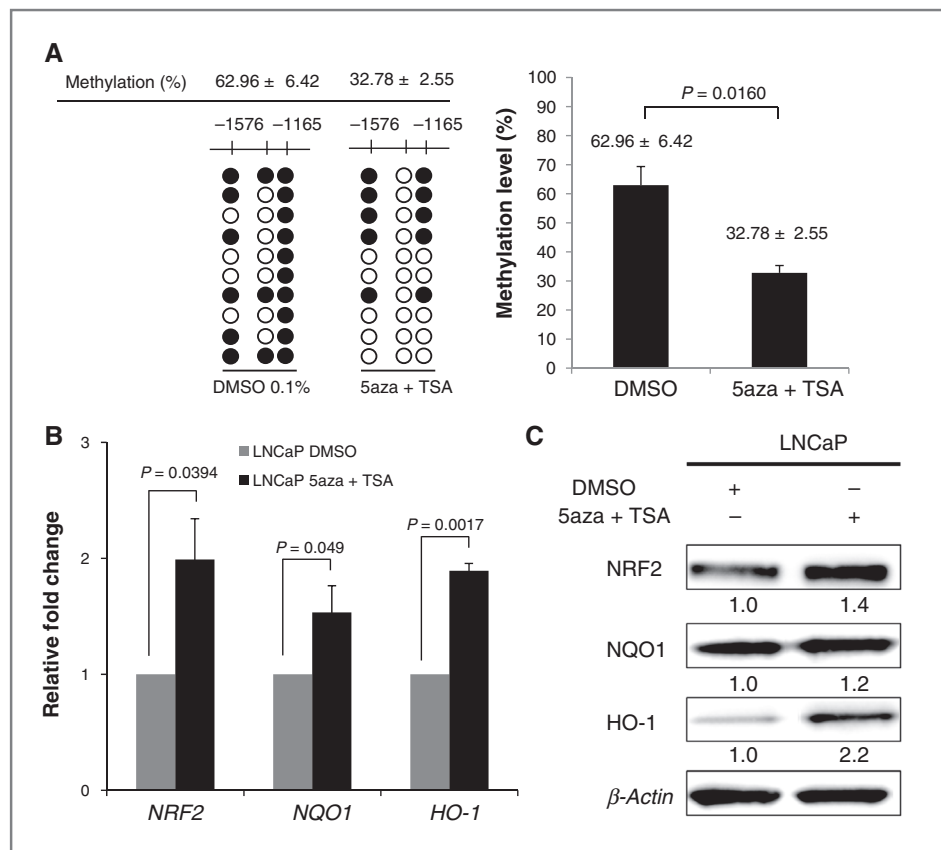 A
Methylation (%) 62.96 ± 6.42 32.78 ± 2.55
−1576 −1165 −1576 −1165
DMSO 0.1% 5aza + TSA
Methylation level (%)
100
90
80
70
60
50
40
30
20
10
0
P = 0.0160
62.96 ± 6.42
32.78 ± 2.55
DMSO 5aza + TSA
B
Relative fold change
3
2
1
0
LNCaP DMSO
LNCaP 5aza + TSA
P = 0.0394
P = 0.049
P = 0.0017
NRF2 NQO1 HO-1
C
LNCaP
DMSO + −
5aza + TSA − +
NRF2
1.0 1.4
NQO1
1.0 1.2
HO-1
1.0 2.2
β-Actin